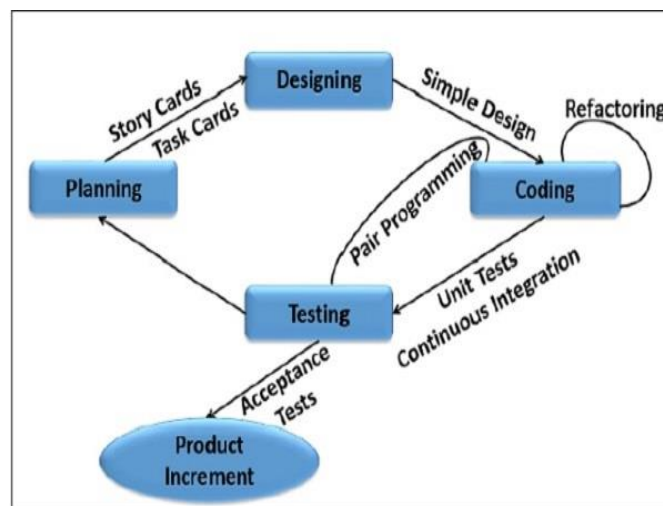 Designing
Story Cards
Task Cards
Simple Design
Refactoring
Planning
Pair Programming
Coding
Unit Tests
Continuous Integration
Testing
Acceptance
Tests
Product
Increment